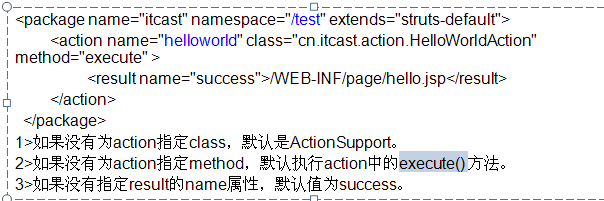 <package name="itcast" namespace="/test" extends="struts-default">
<action name="helloworld" class="cn.itcast.action.HelloWorldAction"
method="execute" >
<result name="success">/WEB-INF/page/hello.jsp</result>
</action>
</package>
1>如果没有为action指定class，默认是ActionSupport。
2>如果没有为action指定method，默认执行action中的execute()方法。
3>如果没有指定result的name属性，默认值为success。